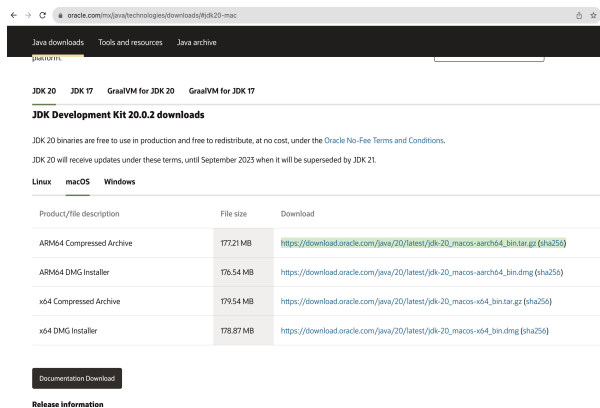 oracle.com/mx/java/technologies/downloads/#jdk20-mac
Java downloads Tools and resources Java archive
platform.
JDK 20 JDK 17 GraalVM for JDK 20 GraalVM for JDK 17
JDK Development Kit 20.0.2 downloads
JDK 20 binaries are free to use in production and free to redistribute, at no cost, under the Oracle No-Fee Terms and Conditions.
JDK 20 will receive updates under these terms, until September 2023 when it will be superseded by JDK 21.
Linux macOS Windows
Product/file description File size Download
ARM64 Compressed Archive 177.21 MB https://download.oracle.com/java/20/latest/jdk-20_macos-aarch64_bin.tar.gz (sha256)
ARM64 DMG Installer 176.54 MB https://download.oracle.com/java/20/latest/jdk-20_macos-aarch64_bin.dmg (sha256)
x64 Compressed Archive 179.54 MB https://download.oracle.com/java/20/latest/jdk-20_macos-x64_bin.tar.gz (sha256)
x64 DMG Installer 178.87 MB https://download.oracle.com/java/20/latest/jdk-20_macos-x64_bin.dmg (sha256)
Documentation Download
Release information